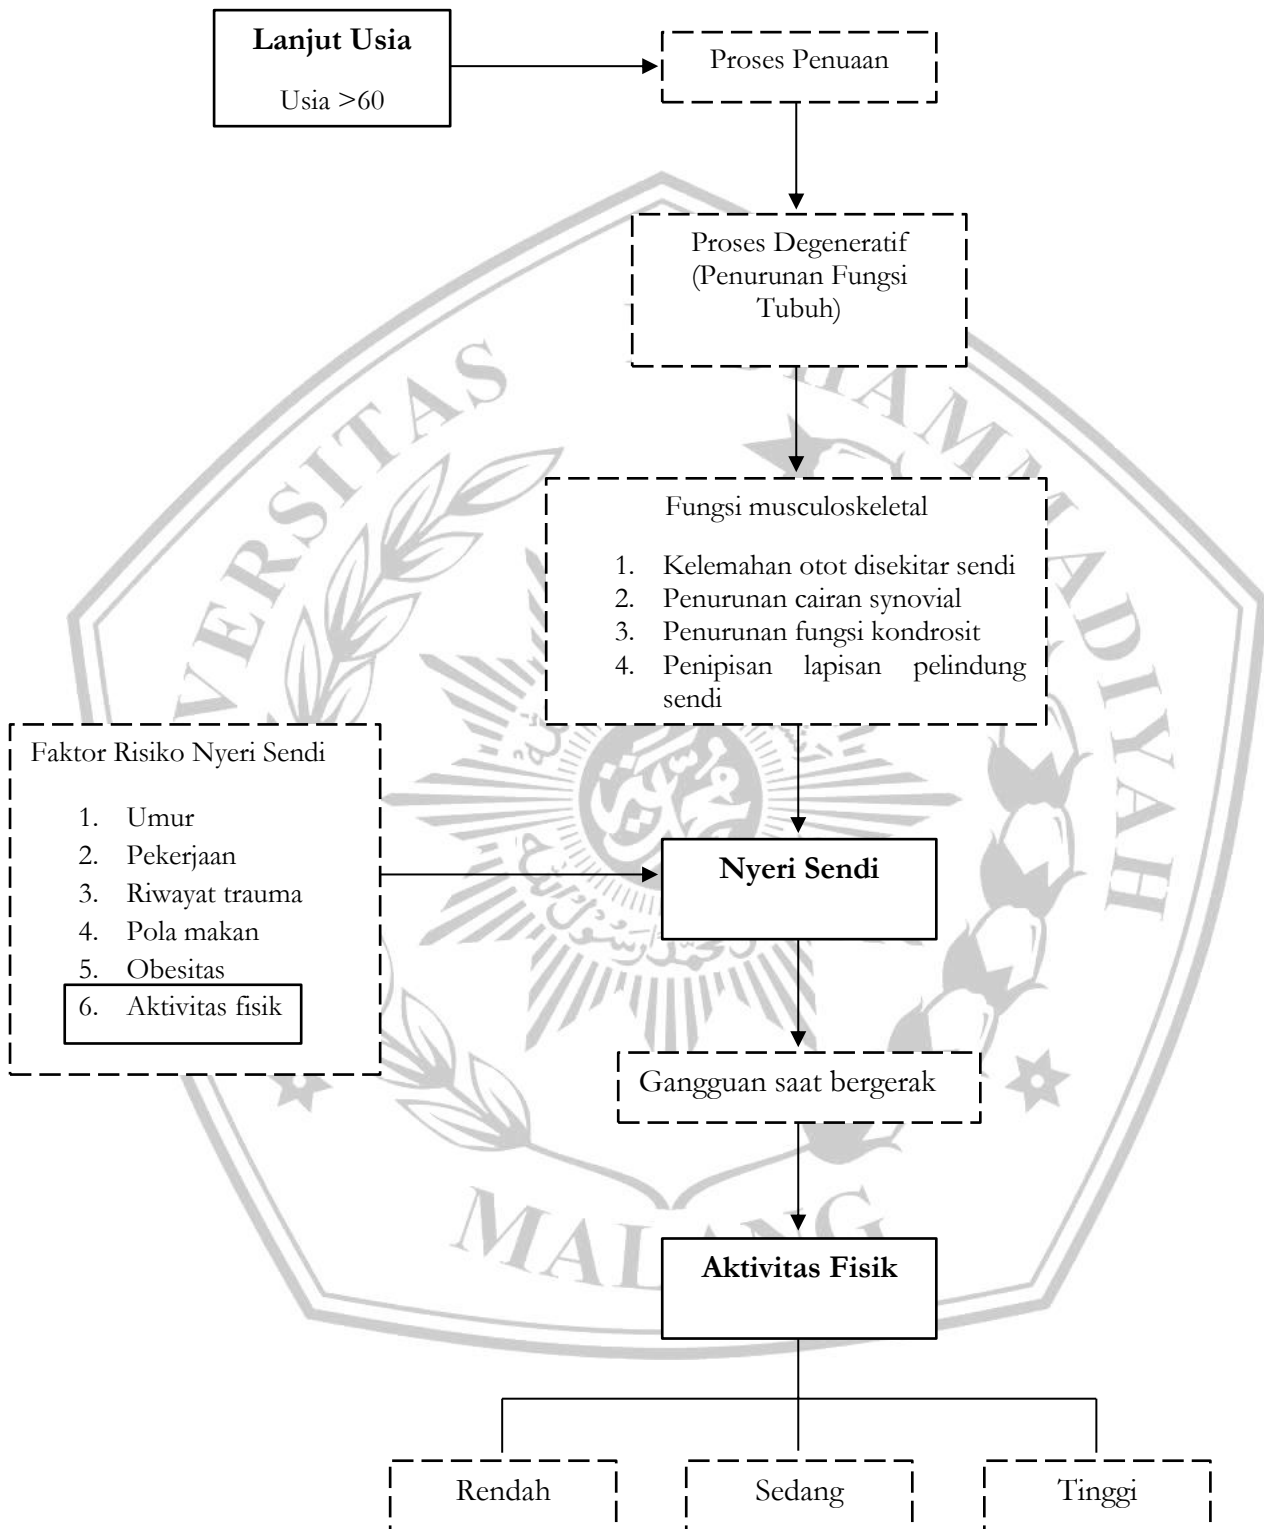 Lanjut Usia
Usia >60
Proses Penuaan
Proses Degeneratif
(Penurunan Fungsi
Tubuh)
Fungsi musculoskeletal
1. Kelemahan otot disekitar sendi
2. Penurunan cairan synovial
3. Penurunan fungsi kondrosit
4. Penipisan lapisan pelindung
sendi
Faktor Risiko Nyeri Sendi
1. Umur
2. Pekerjaan
3. Riwayat trauma
4. Pola makan
5. Obesitas
6. Aktivitas fisik
Nyeri Sendi
Gangguan saat bergerak
Aktivitas Fisik
Rendah
Sedang
Tinggi
MALANG